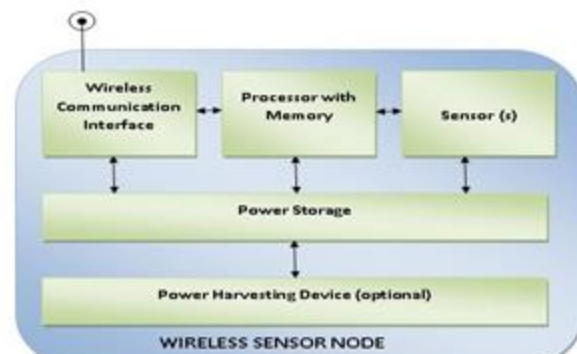 Wireless
Communication
Interface
Processor with
Memory
Sensor (s)
Power Storage
Power Harvesting Device (optional)
WIRELESS SENSOR NODE